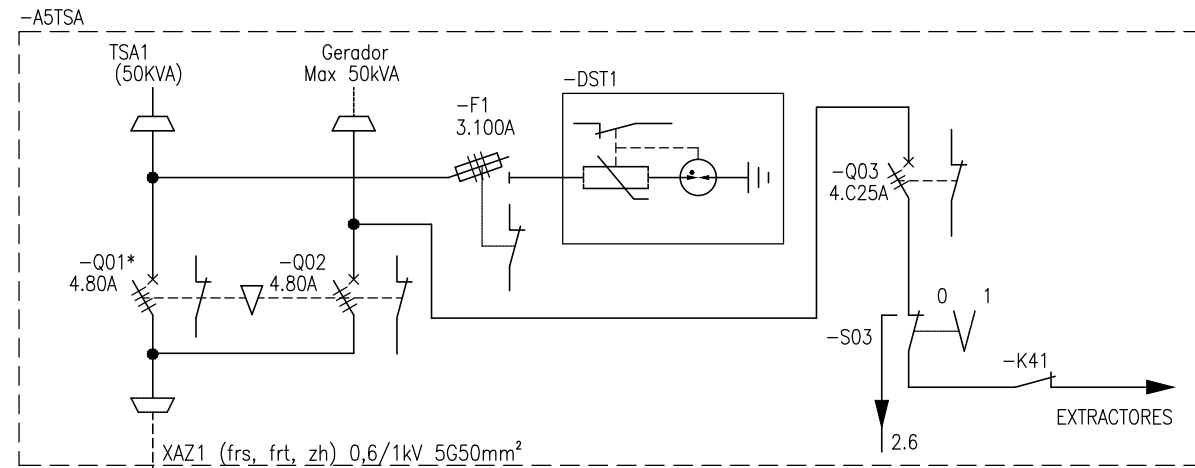 -A5TSA
TSA1
(50KVA)
Gerador
Max 50kVA
-F1
3.100A
-DST1
-Q03
4.C25A
-Q01*
4.80A
-Q02
4.80A
0 1
-S03
-K41
EXTRACTORES
2.6
XAZ1 (frs, frt, zh) 0,6/1kV 5G50mm²